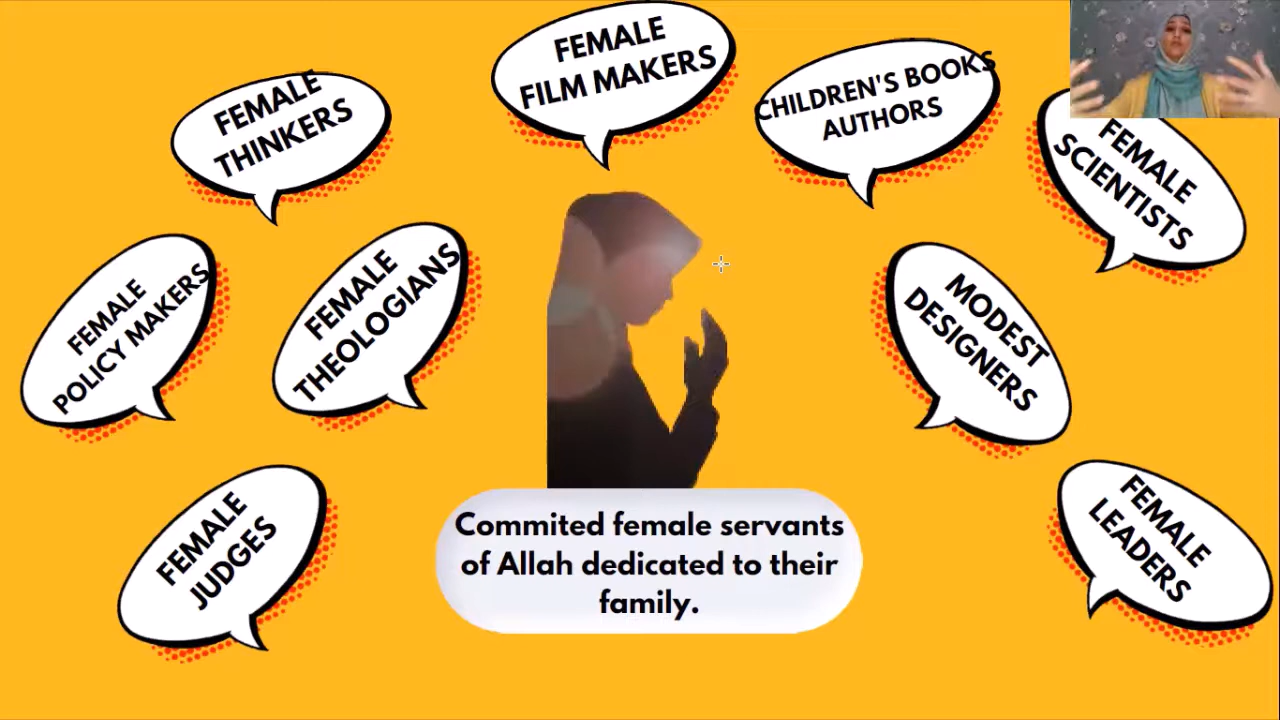 FEMALE
THINKERS
FEMALE
FILM MAKERS
CHILDREN'S BOOKS
AUTHORS
FEMALE
SCIENTISTS
FEMALE
POLICY MAKERS
FEMALE
THEOLOGIANS
MODEST
DESIGNERS
FEMALE
JUDGES
FEMALE
LEADERS
Commited female servants
of Allah dedicated to their
family.